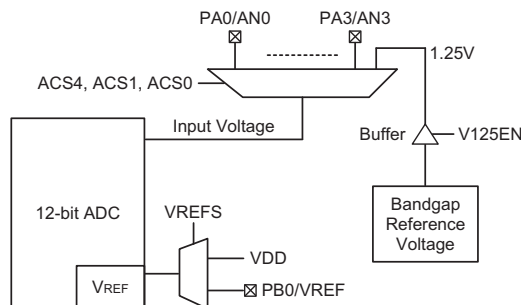 PA0/AN0
PA3/AN3
1.25V
ACS4, ACS1, ACS0
Input Voltage
Buffer
V125EN
12-bit ADC
VREFS
Bandgap
Reference
Voltage
VDD
VREF
PB0/VREF